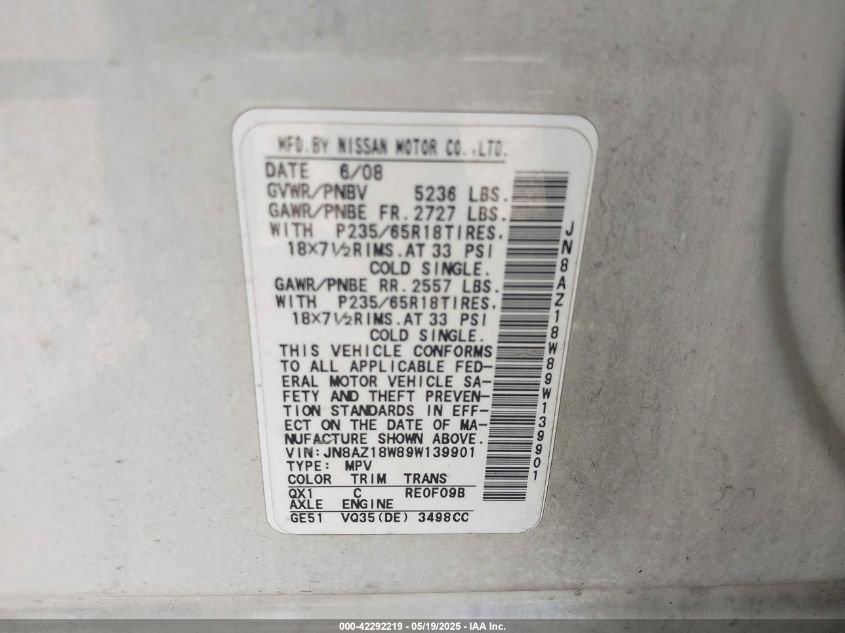 MFD.BY NISSAN MOTOR CO.,LTD.
DATE 6/08
GVWR/PNBV 5236 LBS.
GAWR/PNBE FR.2727 LBS.
WITH P235/65R18TIRES,
18X7½RIMS.AT 33 PSI
COLD SINGLE.
GAWR/PNBE RR.2557 LBS.
WITH P235/65R18TIRES,
18X7½RIMS.AT 33 PSI
COLD SINGLE.
THIS VEHICLE CONFORMS
TO ALL APPLICABLE FED-
ERAL MOTOR VEHICLE SA-
FETY AND THEFT PREVEN-
TION STANDARDS IN EFF-
ECT ON THE DATE OF MA-
NUFACTURE SHOWN ABOVE.
VIN:JN8AZ18W89W139901
TYPE: MPV
COLOR TRIM TRANS
QX1 C RE0F09B
AXLE ENGINE
GE51 VQ35(DE) 3498CC
JN8AZ18W89W139901
000-42292219 - 05/19/2025 - IAA Inc.